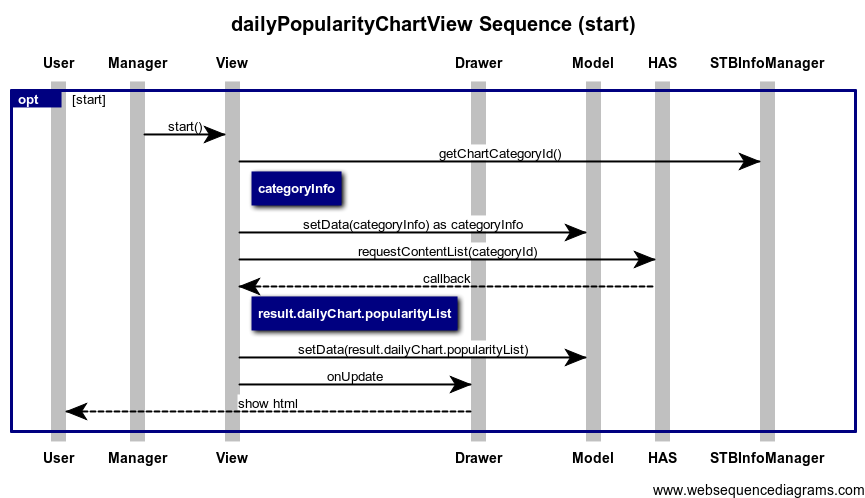 dailyPopularityChartView Sequence (start)
User Manager View Drawer Model HAS STBInfoManager
opt [start]
start()
getChartCategoryId()
categoryInfo
setData(categoryInfo) as categoryInfo
requestContentList(categoryId)
callback
result.dailyChart.popularityList
setData(result.dailyChart.popularityList)
onUpdate
show html
User Manager View Drawer Model HAS STBInfoManager
www.websequencediagrams.com